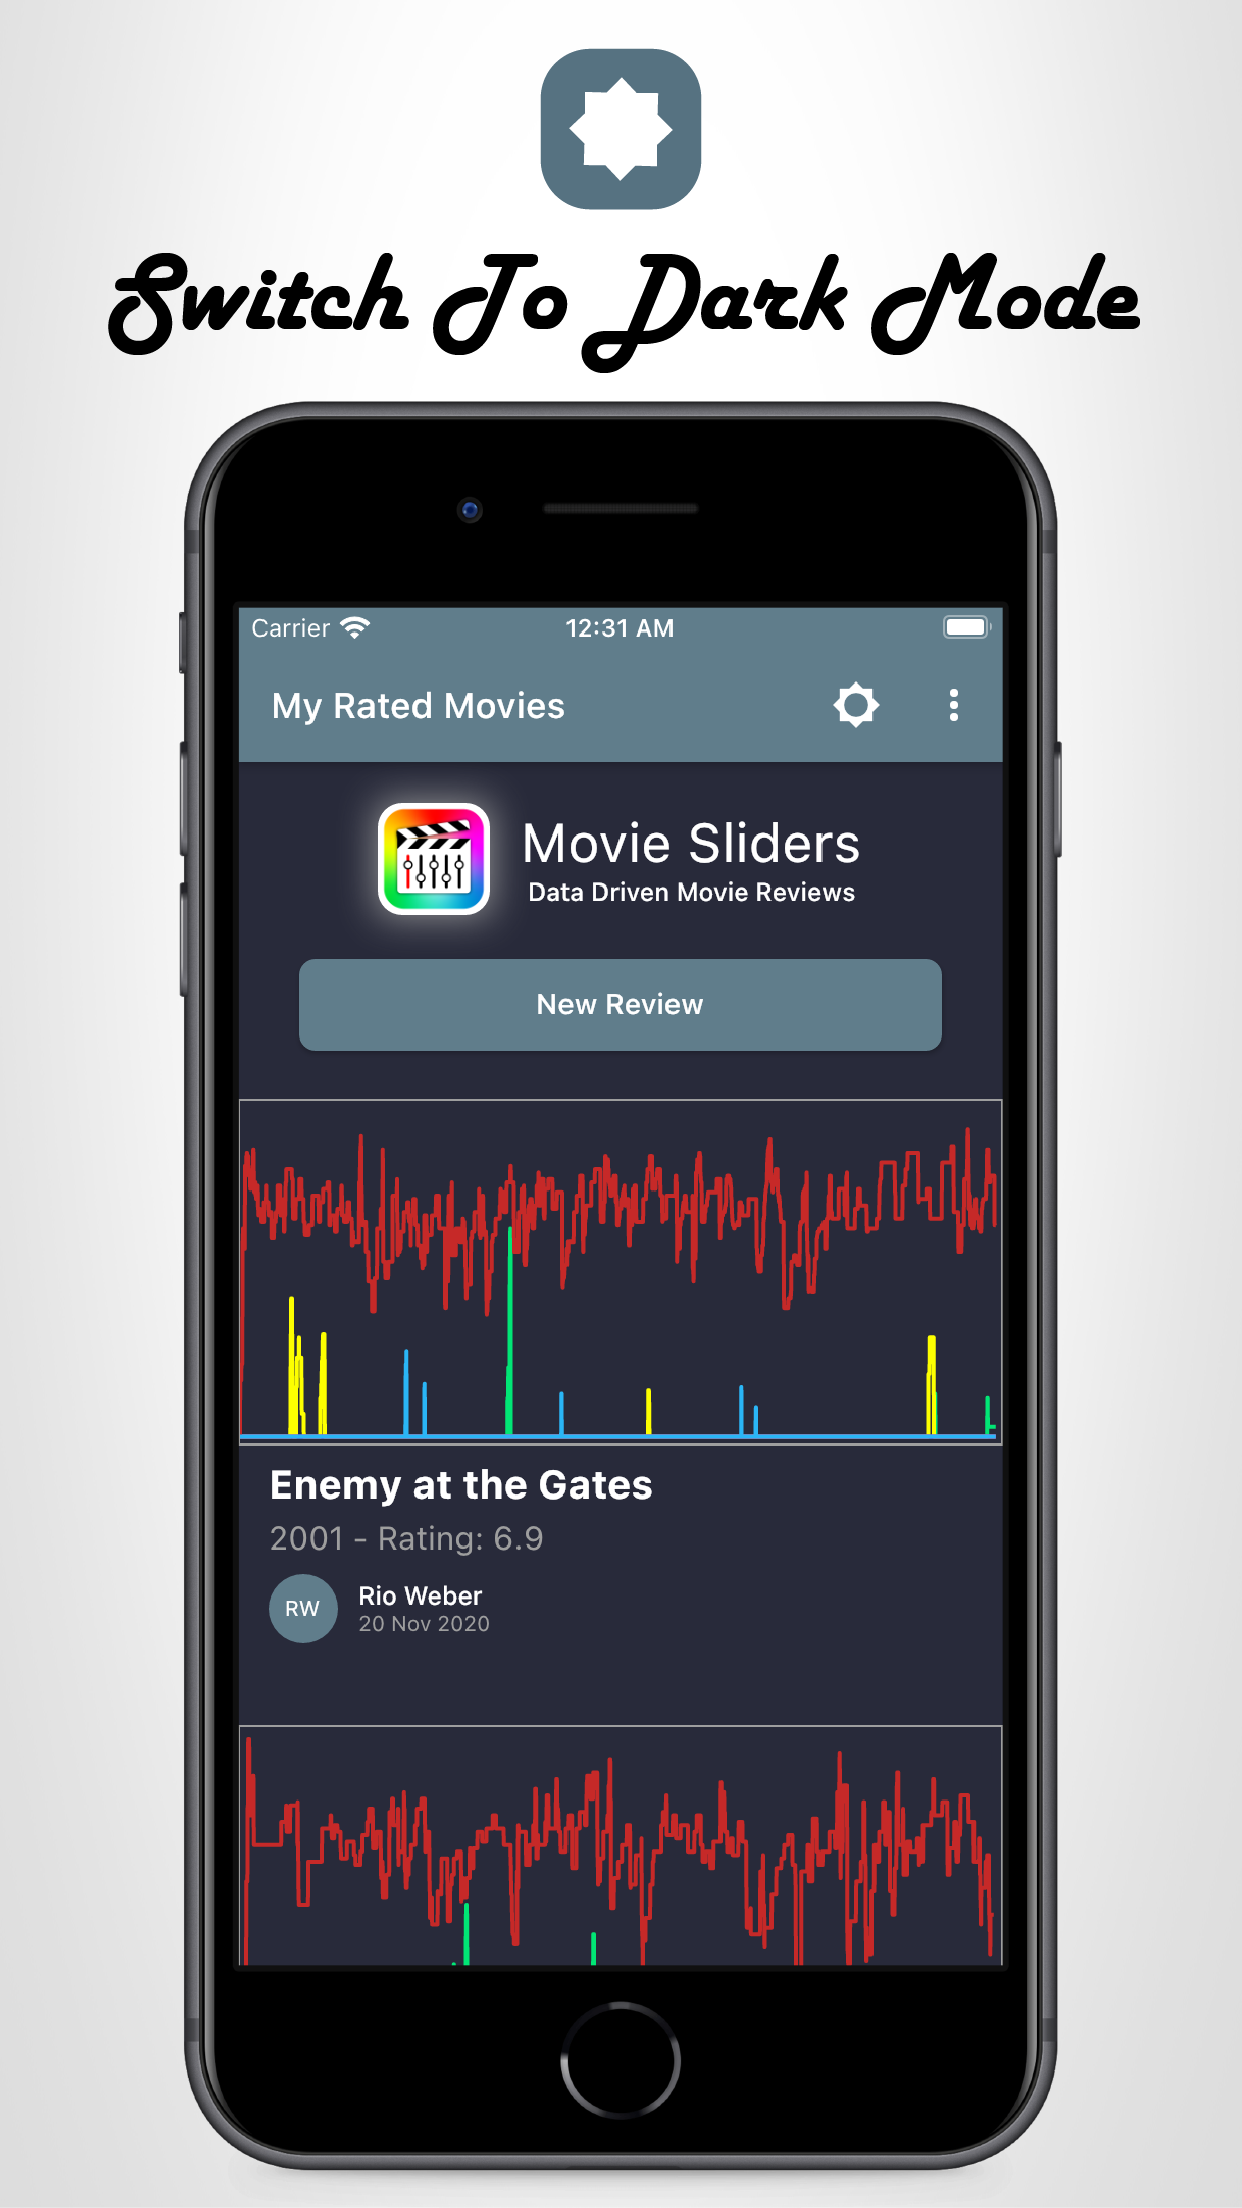 Switch To Dark Mode
Carrier
12:31 AM
My Rated Movies
Movie Sliders
Data Driven Movie Reviews
New Review
Enemy at the Gates
2001 - Rating: 6.9
RW
Rio Weber
20 Nov 2020